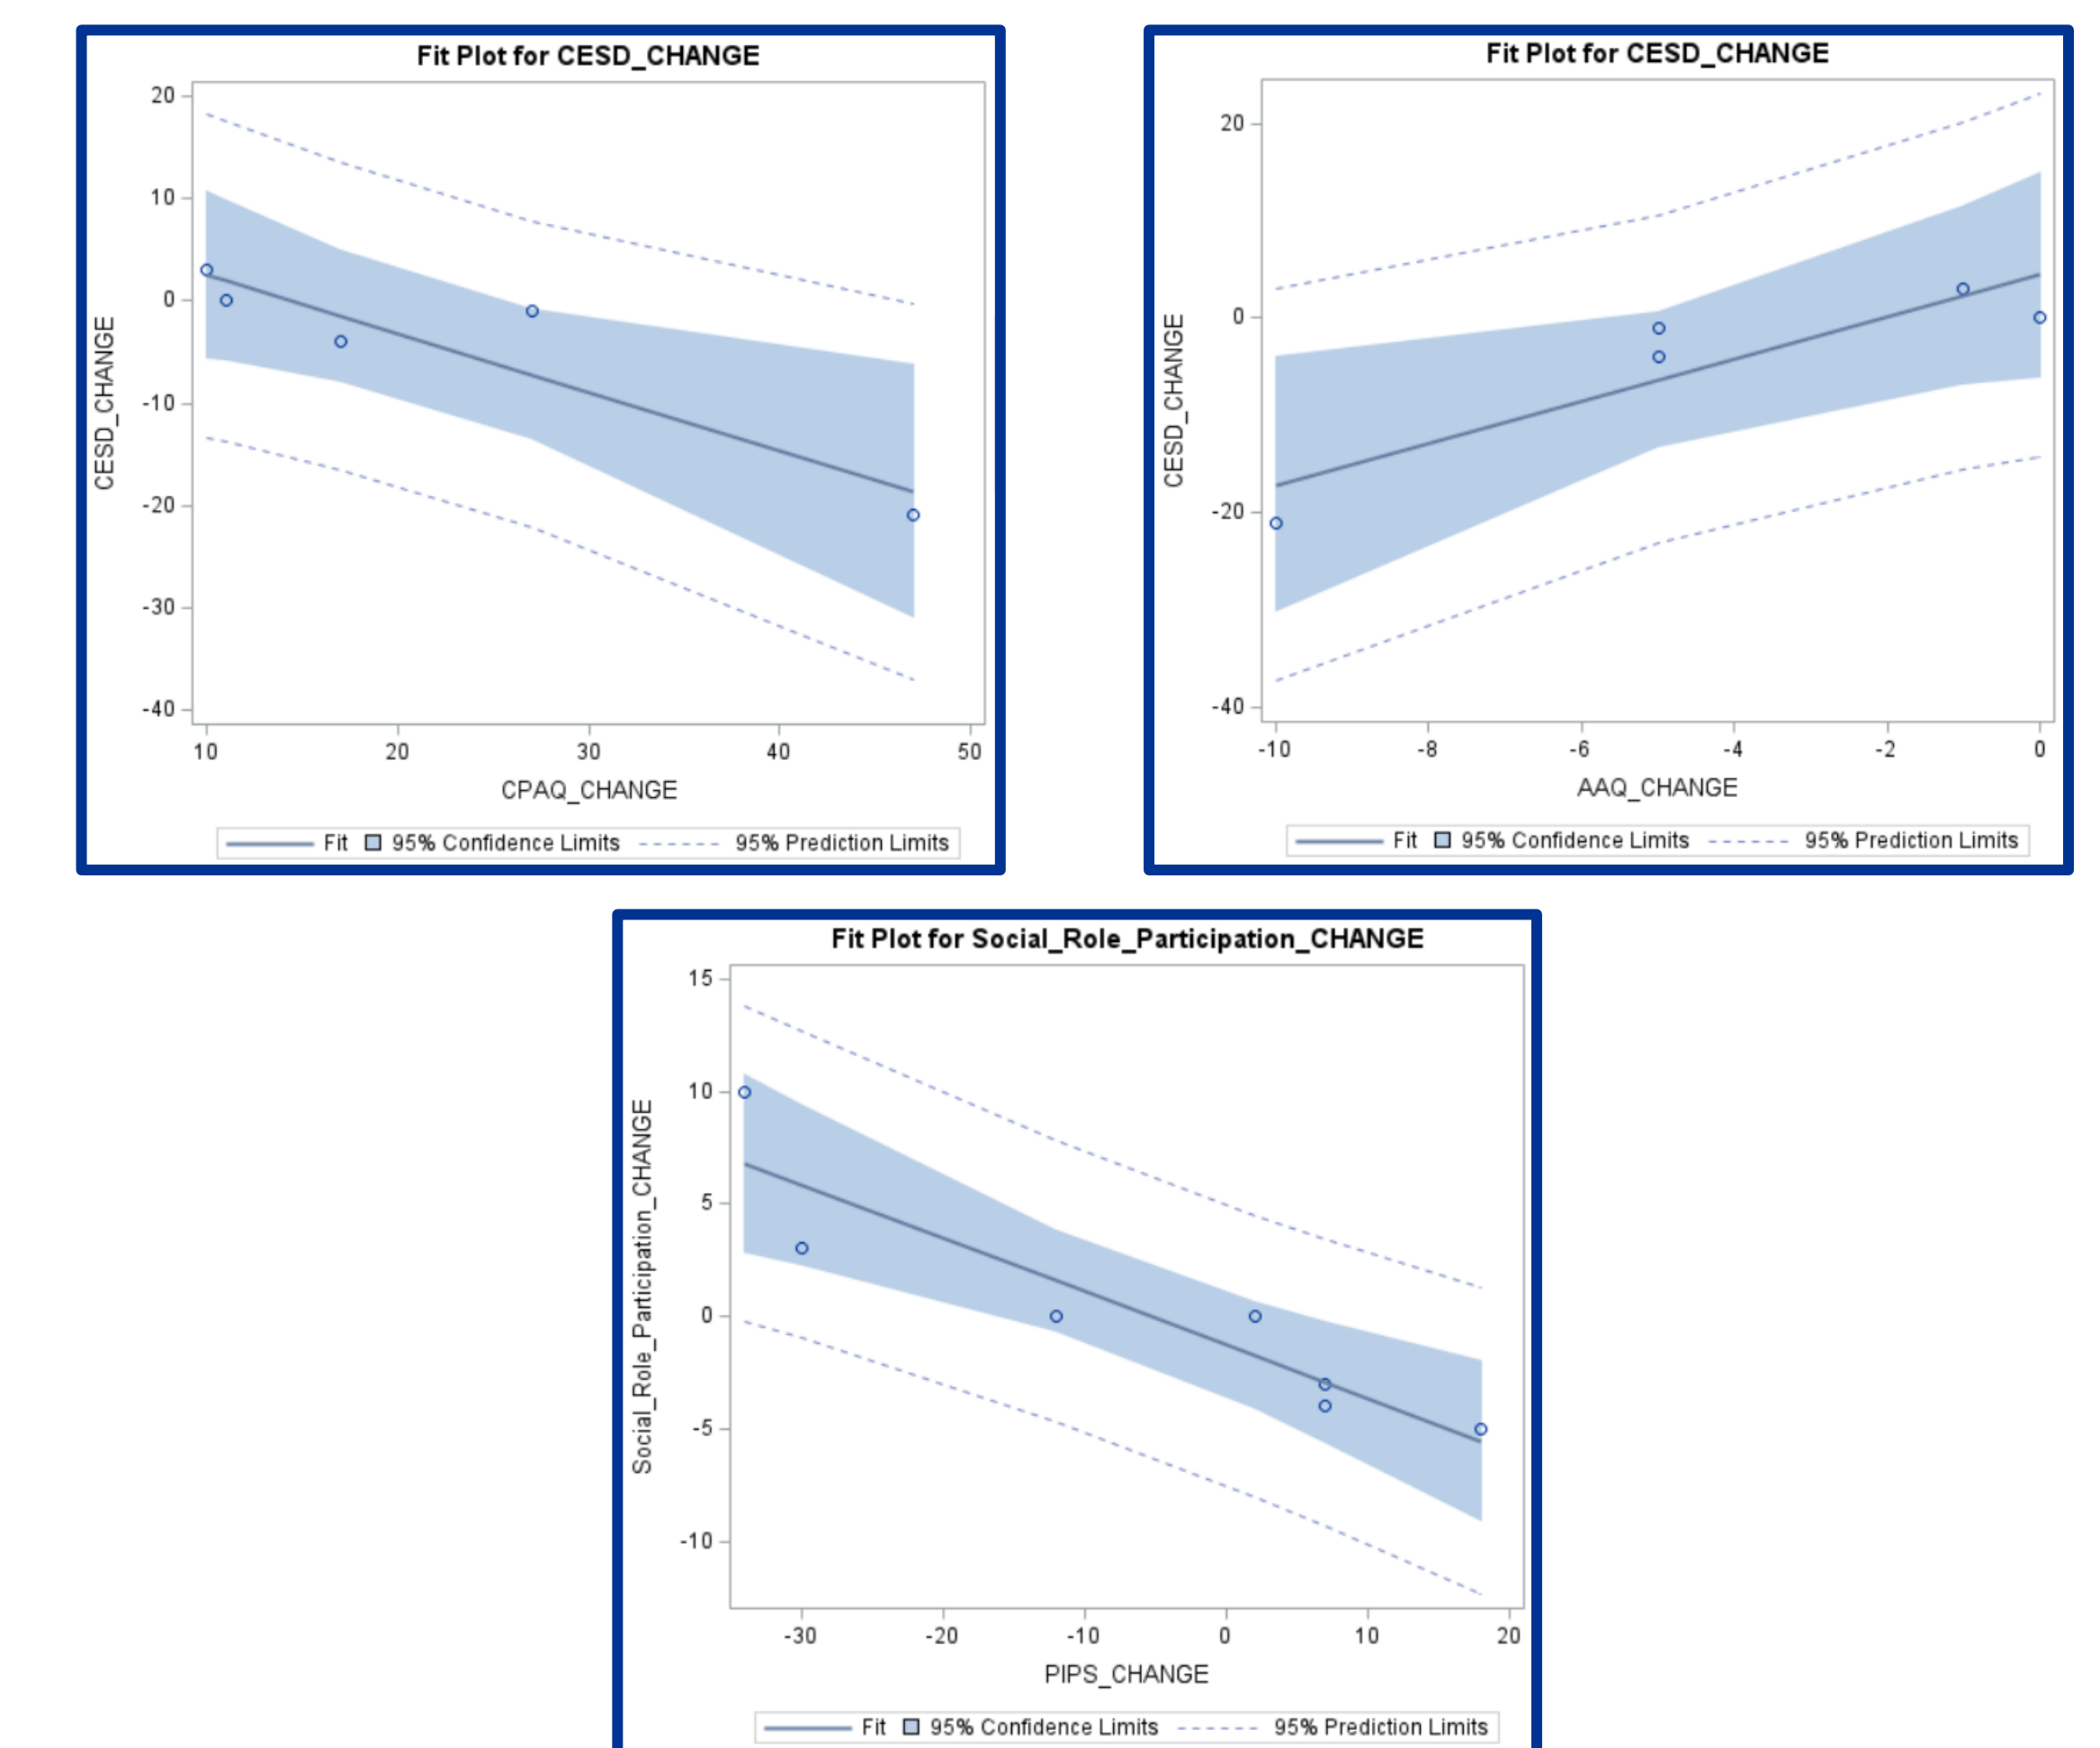 Fit Plot for CESD_CHANGE
20
10
0
-10
-20
-30
-40
CESD_CHANGE
10 20 30 40 50
CPAQ_CHANGE
Fit 95% Confidence Limits 95% Prediction Limits
Fit Plot for CESD_CHANGE
20
0
-20
-40
CESD_CHANGE
-10 -8 -6 -4 -2 0
AAQ_CHANGE
Fit 95% Confidence Limits 95% Prediction Limits
Fit Plot for Social_Role_Participation_CHANGE
15
10
5
0
-5
-10
Social_Role_Participation_CHANGE
-30 -20 -10 0 10 20
PIPS_CHANGE
Fit 95% Confidence Limits 95% Prediction Limits